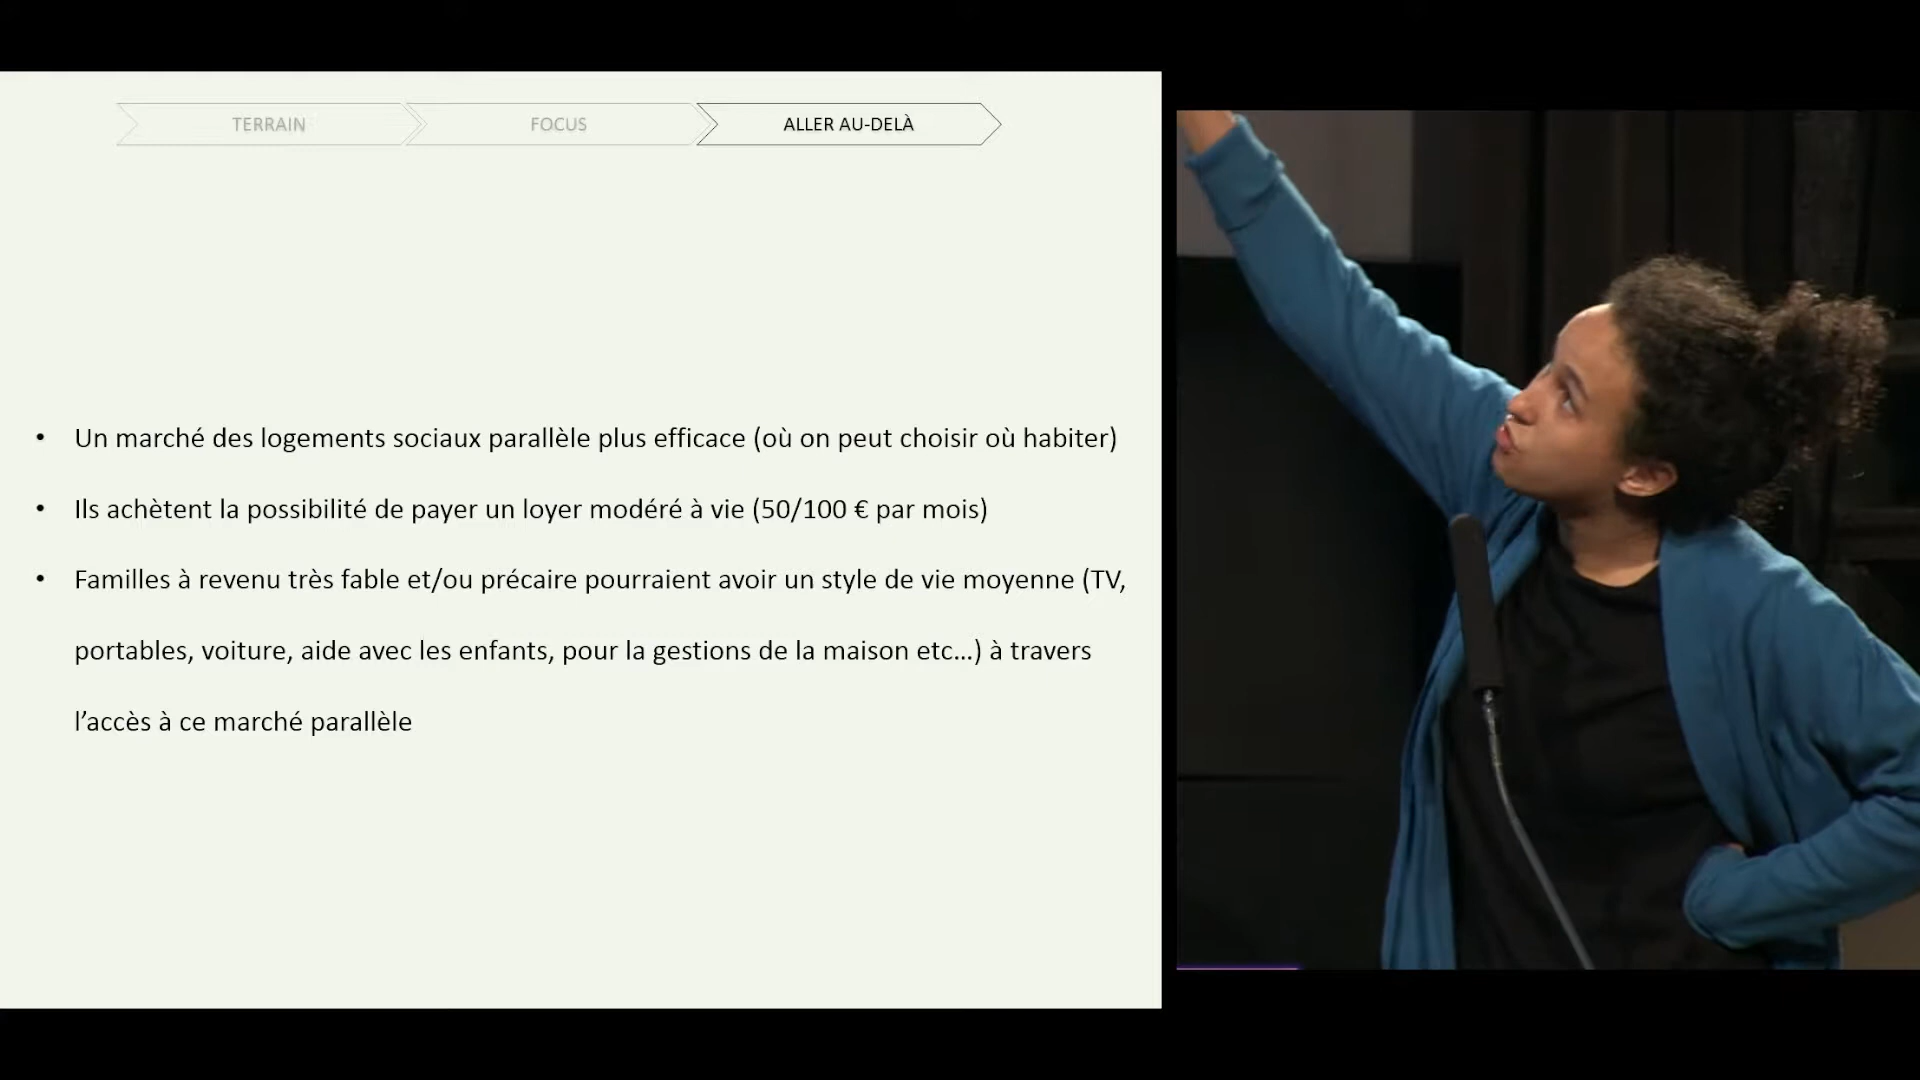 TERRAIN
FOCUS
ALLER AU-DELÀ
• Un marché des logements sociaux parallèle plus efficace (où on peut choisir où habiter)
• Ils achètent la possibilité de payer un loyer modéré à vie (50/100 € par mois)
• Familles à revenu très fable et/ou précaire pourraient avoir un style de vie moyenne (TV,
portables, voiture, aide avec les enfants, pour la gestions de la maison etc...) à travers
l’accès à ce marché parallèle